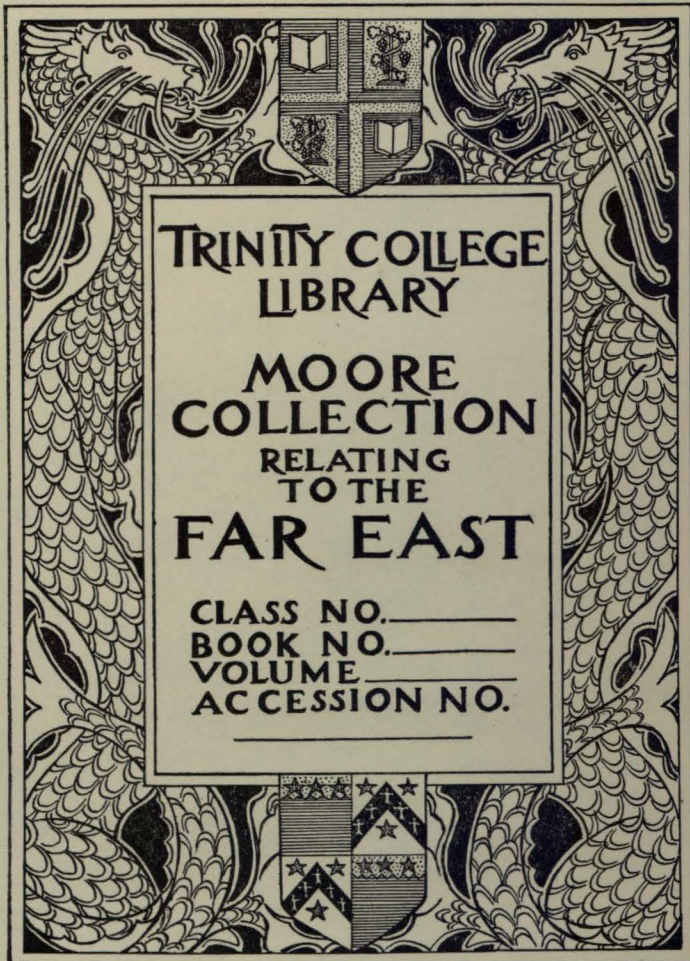 TRINITY COLLEGE
LIBRARY
MOORE
COLLECTION
RELATING
TO THE
FAR EAST
CLASS NO.
BOOK NO.
VOLUME
ACCESSION NO.